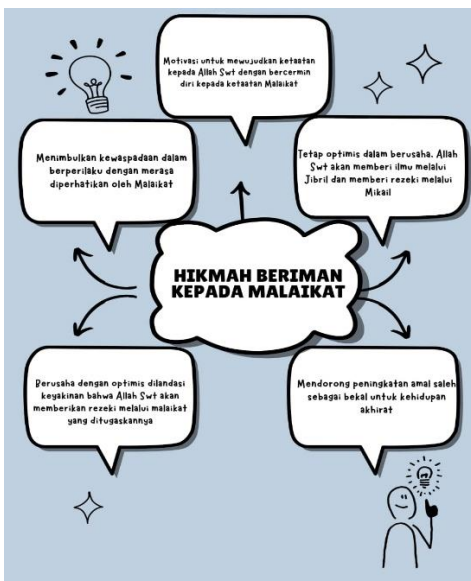 Motivasi untuk mewujudkan ketaatan
kepada Allah Swt dengan bercermin
diri kepada ketaatan Malaikat
Menimbulkan kewaspadaan dalam
berperilaku dengan merasa
diperhatikan oleh Malaikat
Tetap optimis dalam berusaha. Allah
Swt akan memberi ilmu melalui
Jibril dan memberi rezeki melalui
Mikail
HIKMAH BERIMAN
KEPADA MALAIKAT
Berusaha dengan optimis dilandasi
keyakinan bahwa Allah Swt akan
memberikan rezeki melalui malaikat
yang ditugaskannya
Mendorong peningkatan amal saleh
sebagai bekal untuk kehidupan
akhirat